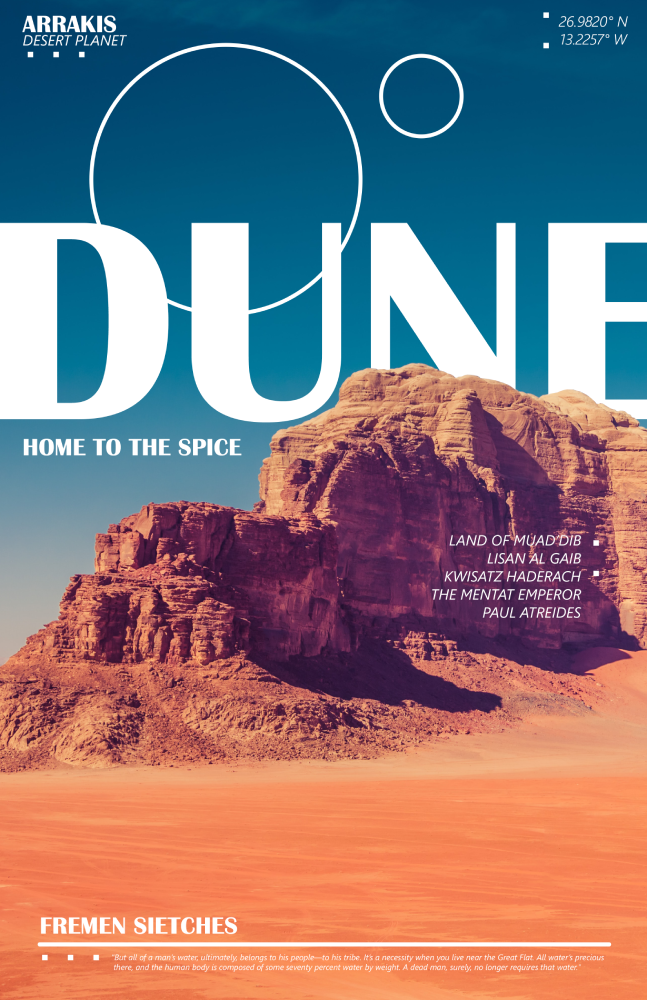 ARRAKIS
DESERT PLANET
26.9820° N
13.2257° W
DUNE
HOME TO THE SPICE
LAND OF MUAD'DIB
LISAN AL GAIB
KWISATZ HADERACH
THE MENTAT EMPEROR
PAUL ATREIDES
FREMEN SIETCHES
"But all of a man's water, ultimately, belongs to his people—to his tribe. It's a necessity when you live near the Great Flat. All water's precious
there, and the human body is composed of some seventy percent water by weight. A dead man, surely, no longer requires that water."